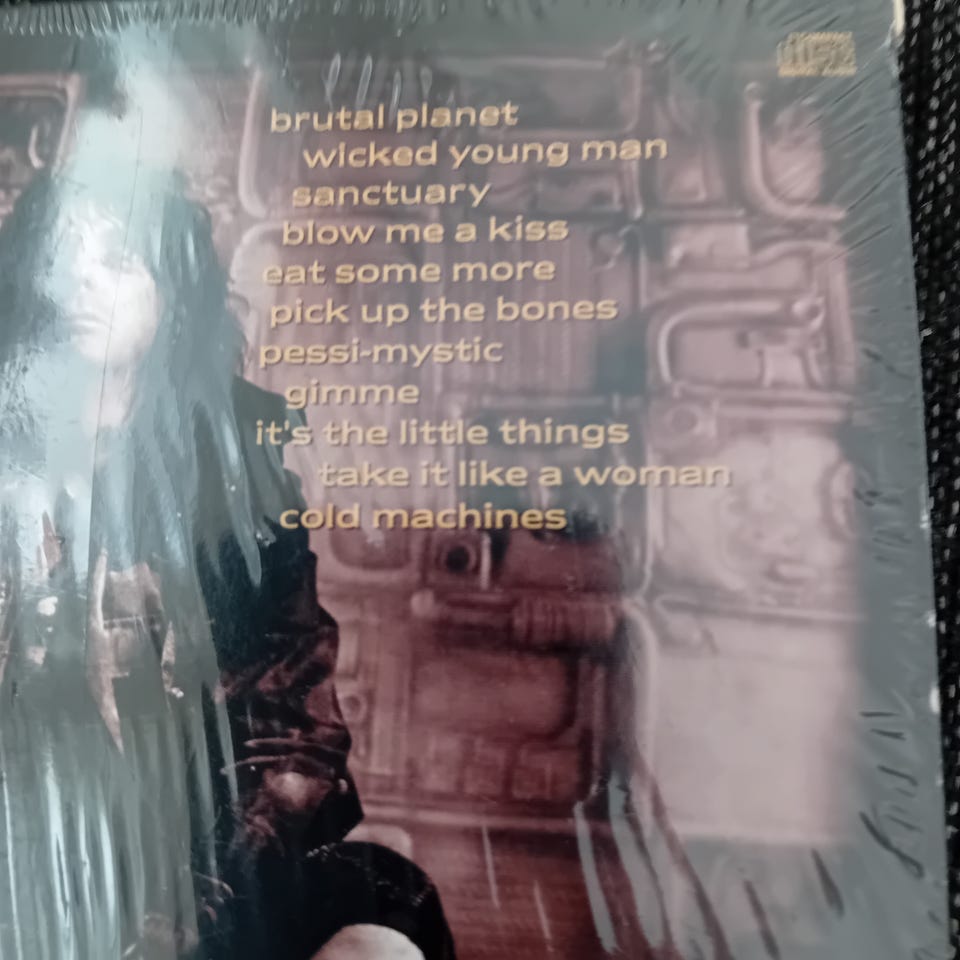 brutal planet
wicked young man
sanctuary
blow me a kiss
eat some more
pick up the bones
pessi-mystic
gimme
it's the little things
take it like a woman
cold machines